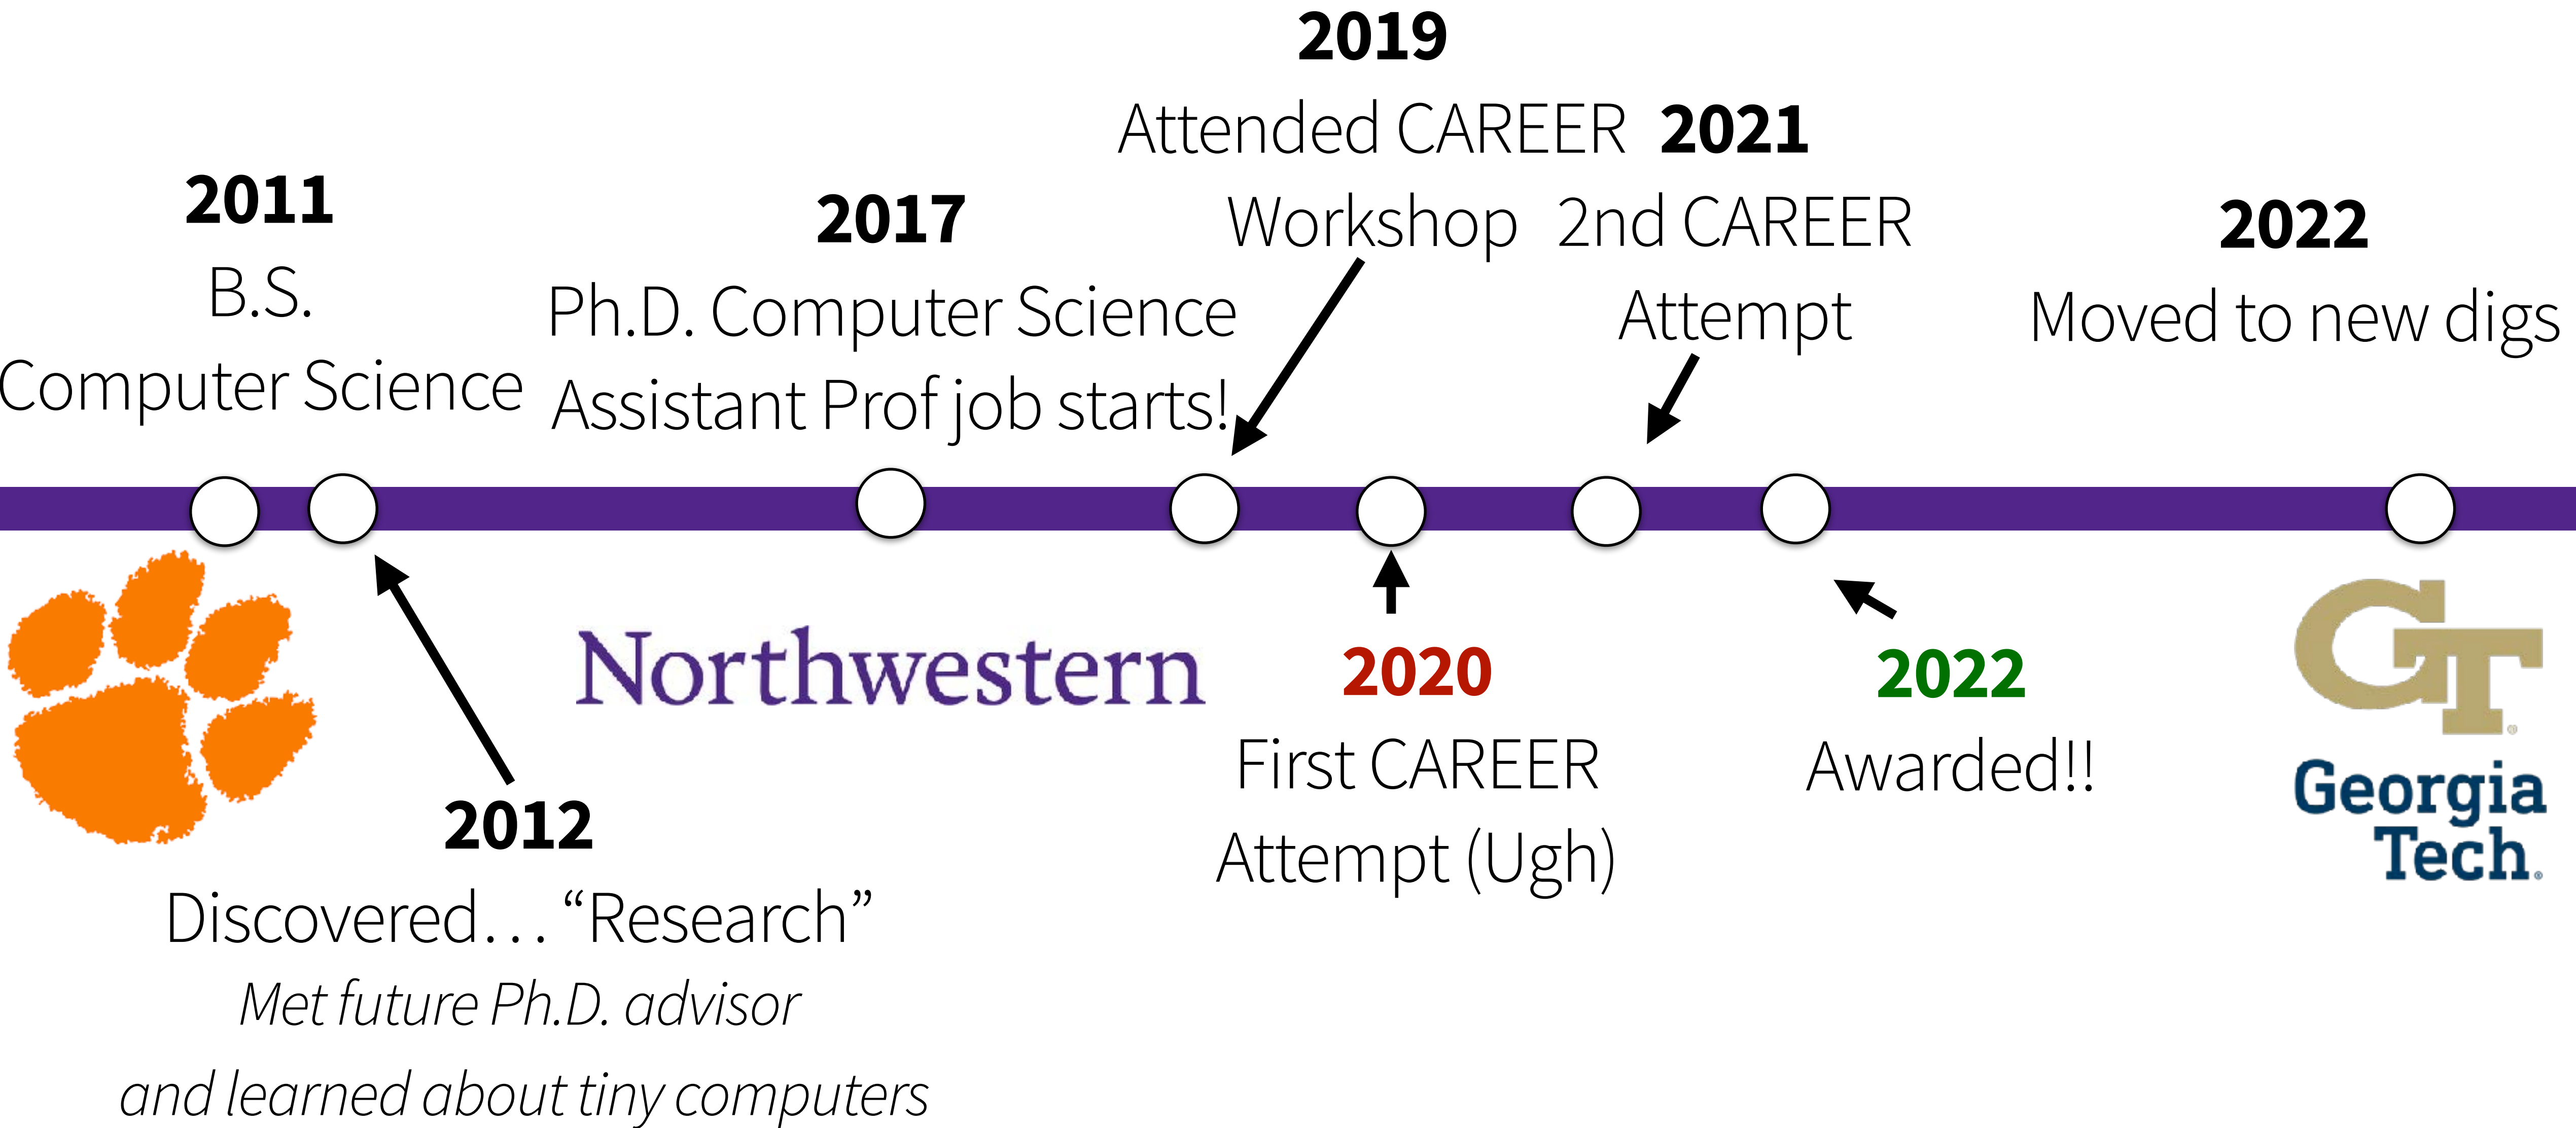 2011
B.S.
Computer Science
2017
Ph.D. Computer Science
Assistant Prof job starts!
2019
Attended CAREER
Workshop
2021
2nd CAREER
Attempt
2022
Moved to new digs
2012
Discovered… “Research”
Met future Ph.D. advisor
and learned about tiny computers
Northwestern
2020
First CAREER
Attempt (Ugh)
2022
Awarded!!
GT
Georgia
Tech